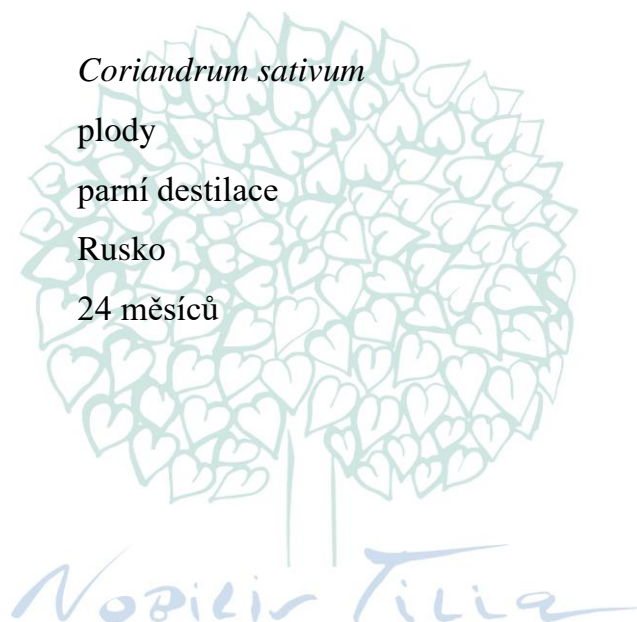 Coriandrum sativum
plody
parní destilace
Rusko
24 měsíců
Nobilis Tilia